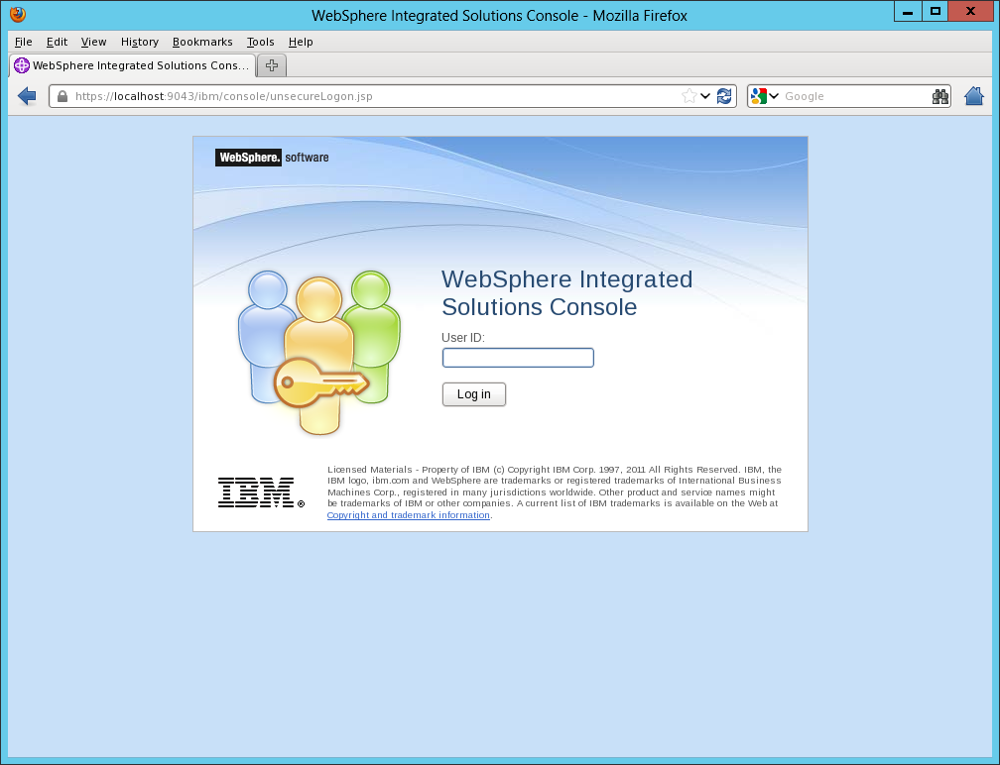 WebSphere Integrated Solutions Console - Mozilla Firefox
File Edit View History Bookmarks Tools Help
WebSphere Integrated Solutions Cons...
https://localhost:9043/ibm/console/unsecureLogon.jsp
Google
WebSphere. software
WebSphere Integrated
Solutions Console
User ID:
Log in
Licensed Materials - Property of IBM (c) Copyright IBM Corp. 1997, 2011 All Rights Reserved. IBM, the
IBM logo, ibm.com and WebSphere are trademarks or registered trademarks of International Business
Machines Corp., registered in many jurisdictions worldwide. Other product and service names might
be trademarks of IBM or other companies. A current list of IBM trademarks is available on the Web at
Copyright and trademark information.
IBM®